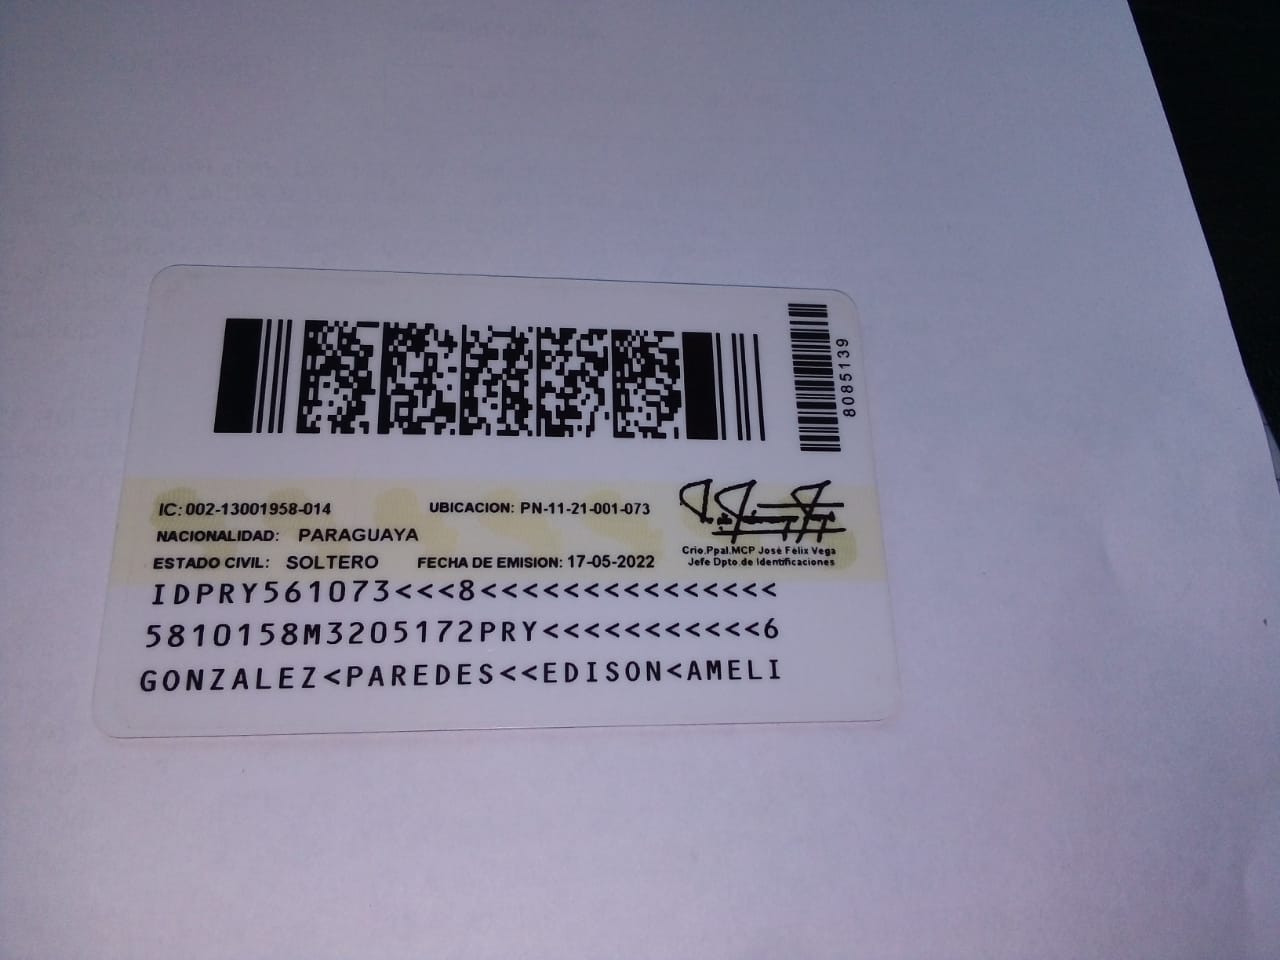 8085139
IC: 002-13001958-014 UBICACION: PN-11-21-001-073
NACIONALIDAD: PARAGUAYA
ESTADO CIVIL: SOLTERO FECHA DE EMISION: 17-05-2022
Crio.Ppal.MCP José Félix Vega
Jefe Dpto.de Identificaciones
IDPRY561073<<<8<<<<<<<<<<<<<<<
5810158M3205172PRY<<<<<<<<<<<6
GONZALEZ<PAREDES<<EDISON<AMELI